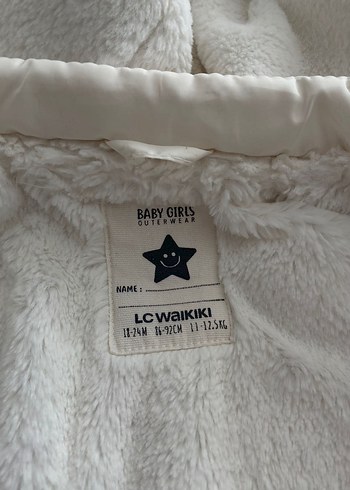 BABY GIRLS
OUTERWEAR
NAME:
LC WAIKIKI
18-24M 86-92CM 11-12.5KG